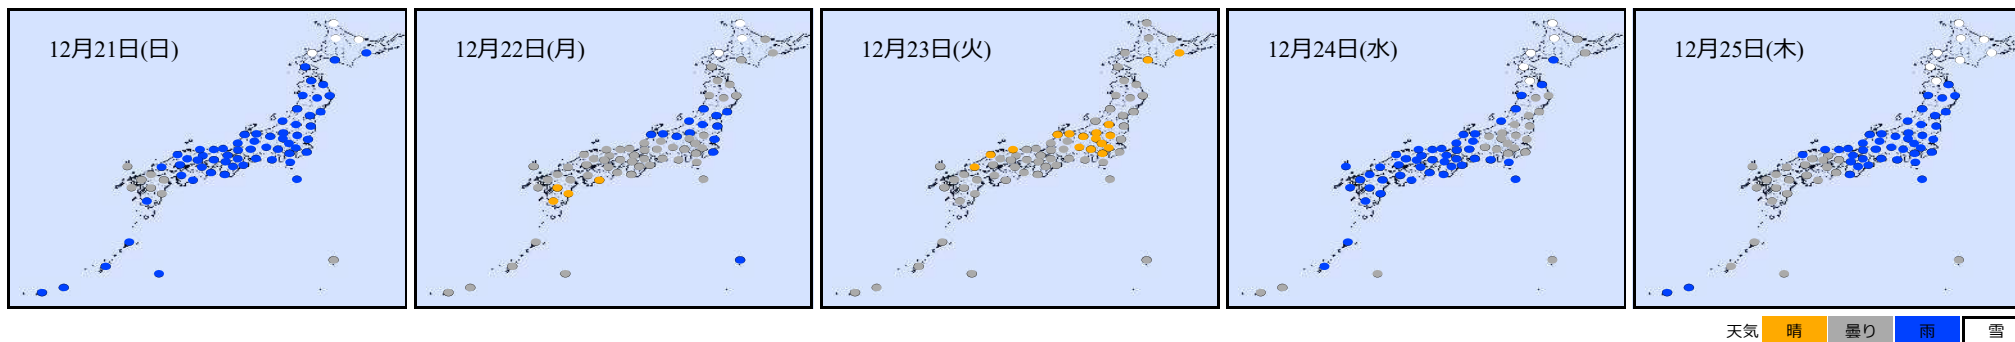 12月21日(日)
12月22日(月)
12月23日(火)
12月24日(水)
12月25日(木)
天気 晴 曇り 雨 雪